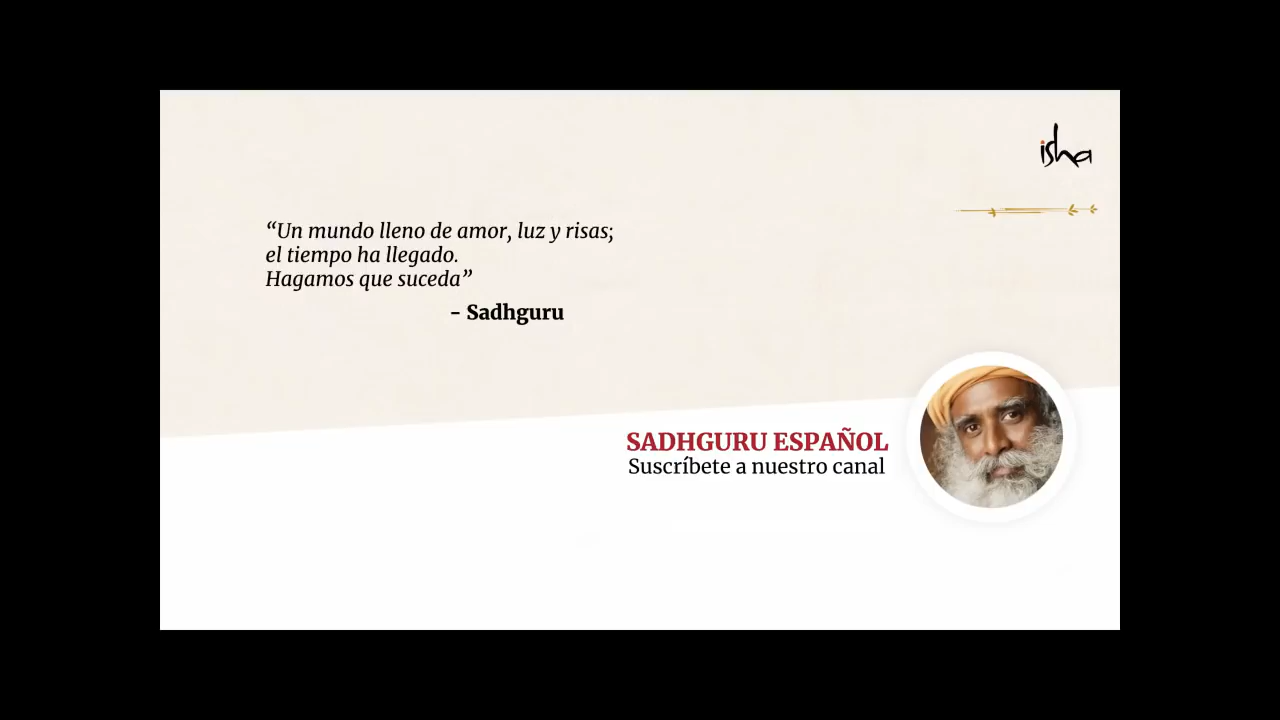 isha
“Un mundo lleno de amor, luz y risas;
el tiempo ha llegado.
Hagamos que suceda”
- Sadhguru
SADHGURU ESPAÑOL
Suscríbete a nuestro canal